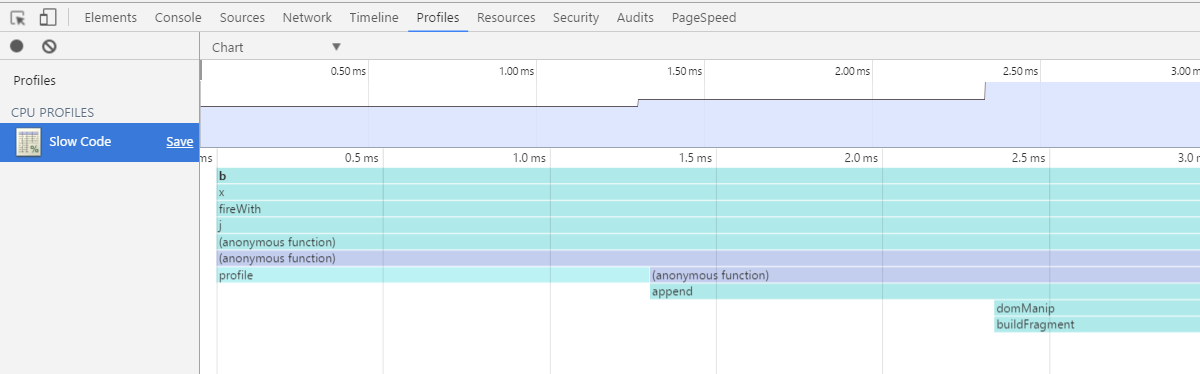 Elements Console Sources Network Timeline Profiles Resources Security Audits PageSpeed
Chart ▼
Profiles
CPU PROFILES
Slow Code Save
%
0.50 ms 1.00 ms 1.50 ms 2.00 ms 2.50 ms 3.00 m
ms 0.5 ms 1.0 ms 1.5 ms 2.0 ms 2.5 ms 3.0 r
b
x
fireWith
j
(anonymous function)
(anonymous function)
profile (anonymous function)
append
domManip
buildFragment